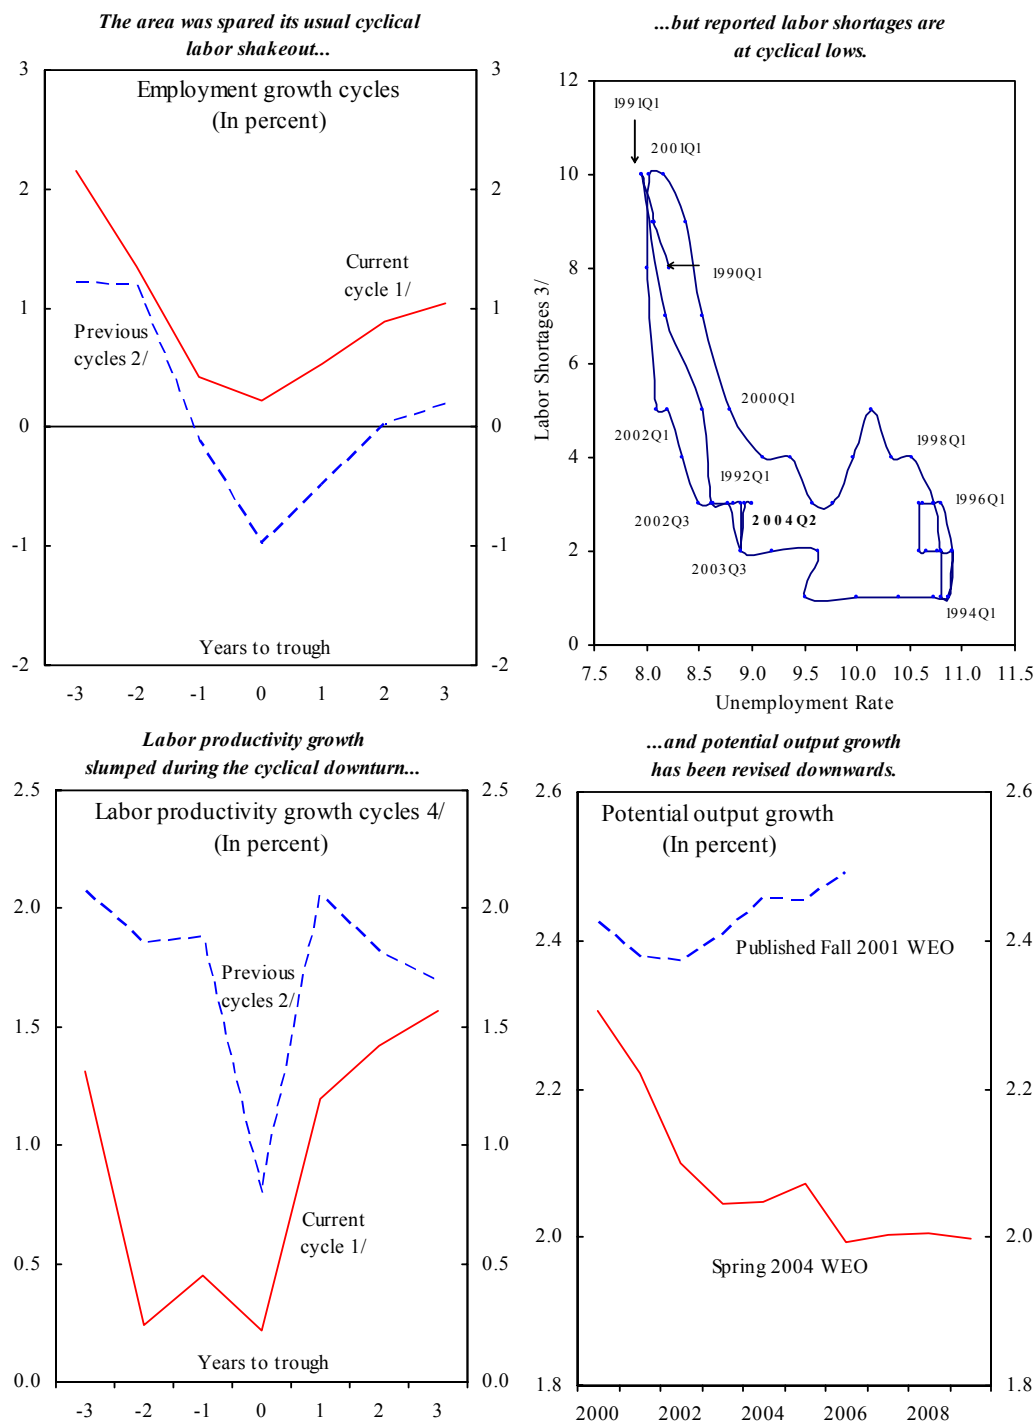 The area was spared its usual cyclical
labor shakeout...
3
2
1
0
-1
-2
3
2
1
0
-1
-2
Employment growth cycles
(In percent)
Current
cycle 1/
Previous
cycles 2/
Years to trough
-3 -2 -1 0 1 2 3
...but reported labor shortages are
at cyclical lows.
12
10
8
6
4
2
0
Labor Shortages 3/
1991Q1
2001Q1
1990Q1
2000Q1
1998Q1
2002Q1
1992Q1
1996Q1
2002Q3
2004Q2
2003Q3
1994Q1
7.5 8.0 8.5 9.0 9.5 10.0 10.5 11.0 11.5
Unemployment Rate
Labor productivity growth
slumped during the cyclical downturn...
2.5
2.0
1.5
1.0
0.5
0.0
2.5
2.0
1.5
1.0
0.5
0.0
Labor productivity growth cycles 4/
(In percent)
Previous
cycles 2/
Current
cycle 1/
Years to trough
-3 -2 -1 0 1 2 3
...and potential output growth
has been revised downwards.
2.6
2.4
2.2
2.0
1.8
2.6
2.4
2.2
2.0
1.8
Potential output growth
(In percent)
Published Fall 2001 WEO
Spring 2004 WEO
2000 2002 2004 2006 2008